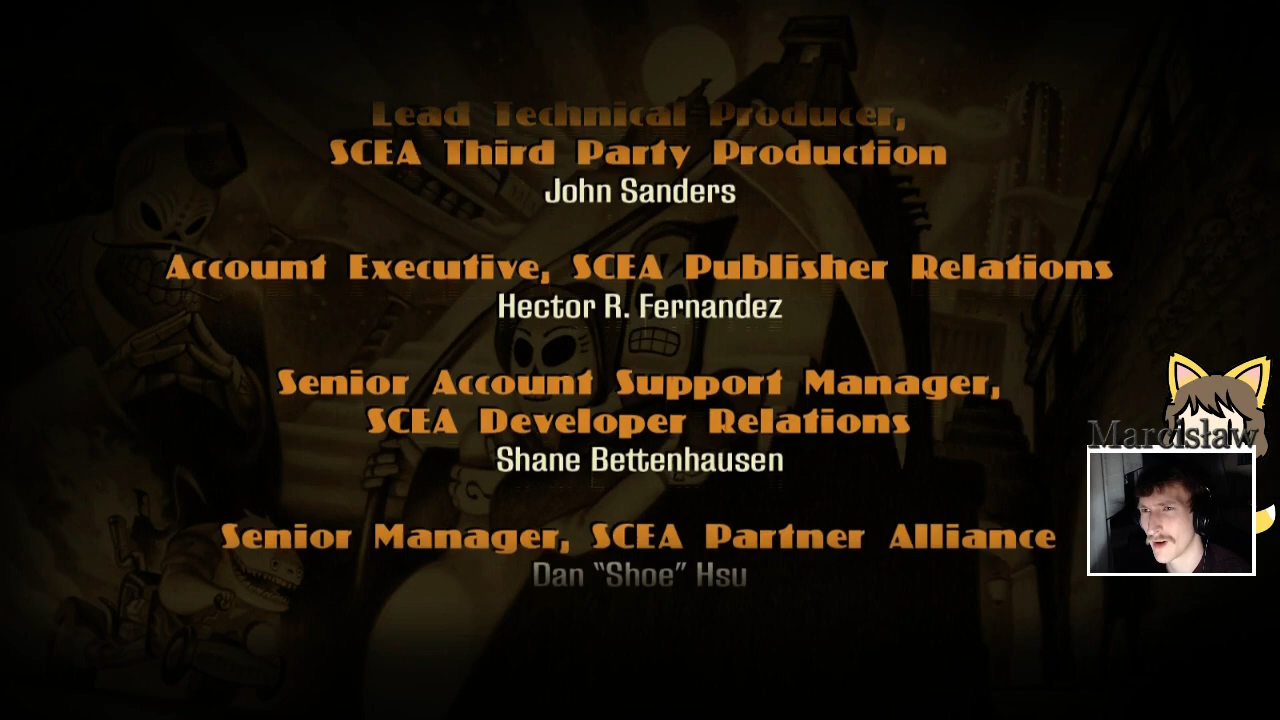 Lead Technical Producer,
SCEA Third Party Production
John Sanders
Account Executive, SCEA Publisher Relations
Hector R. Fernandez
Senior Account Support Manager,
SCEA Developer Relations
Shane Bettenhausen
Marcisław
Senior Manager, SCEA Partner Alliance
Dan “Shoe” Hsu